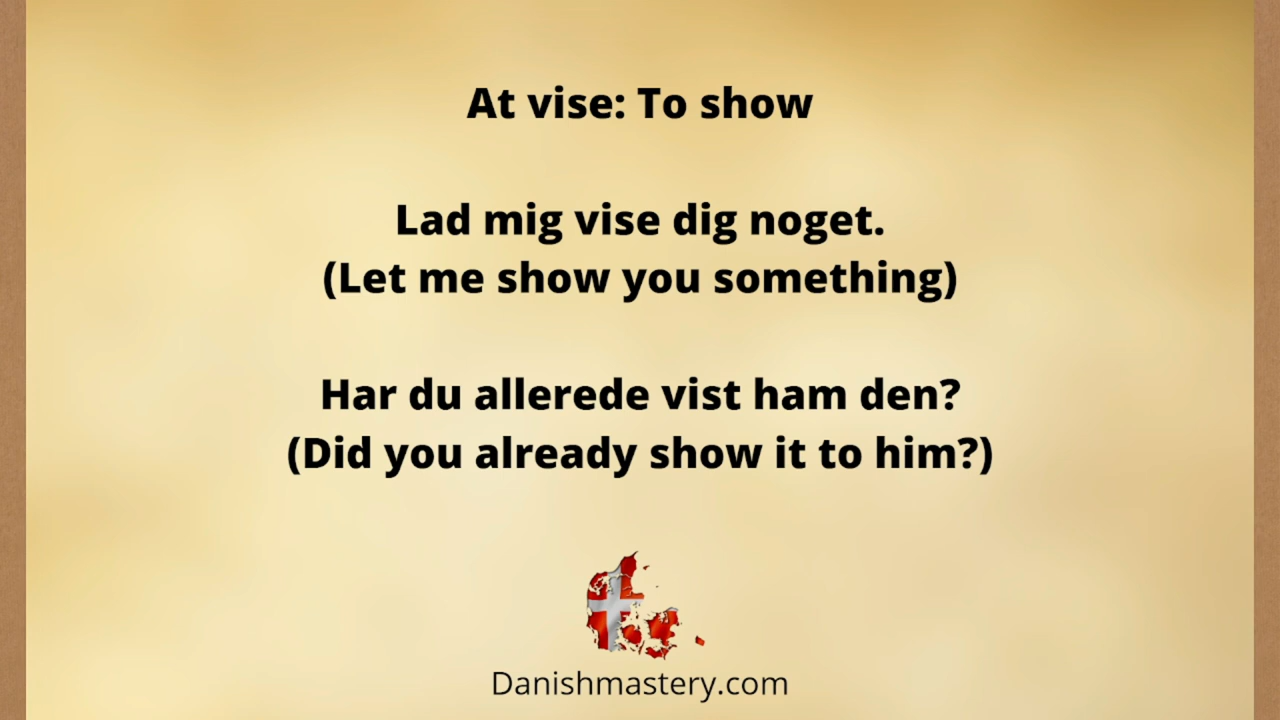 At vise: To show
Lad mig vise dig noget.
(Let me show you something)
Har du allerede vist ham den?
(Did you already show it to him?)
Danishmastery.com